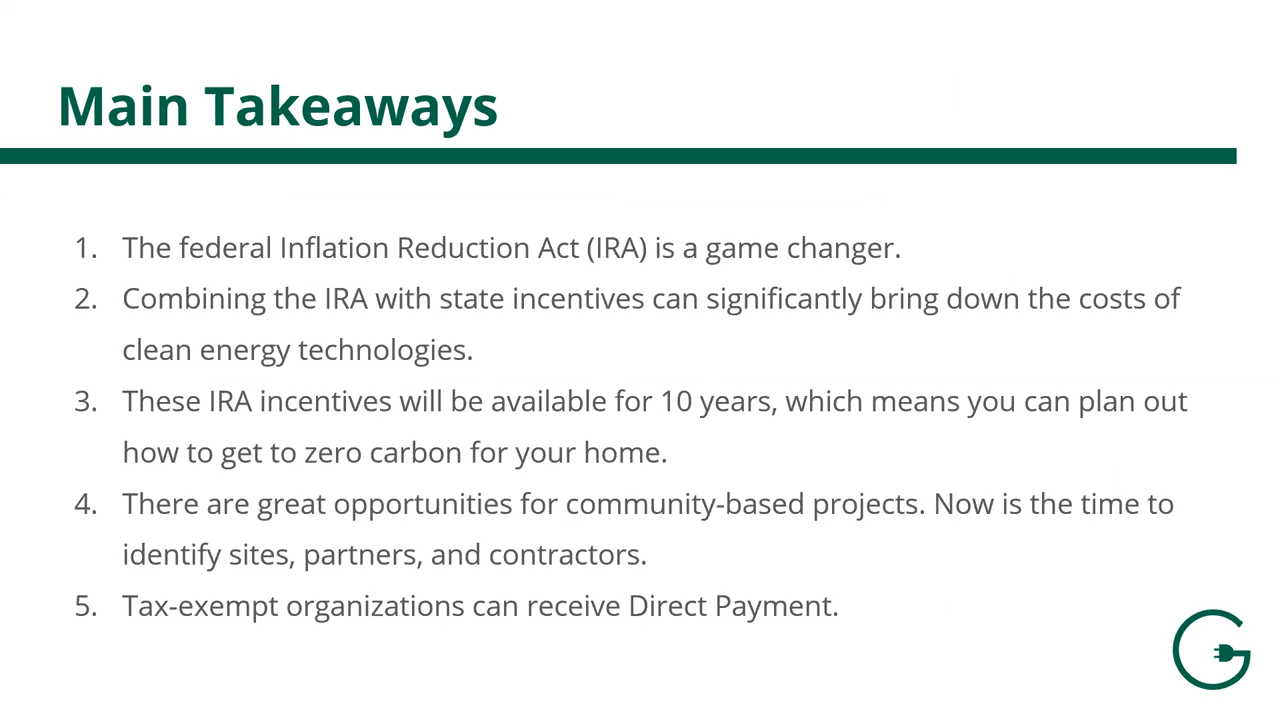 Main Takeaways
1. The federal Inflation Reduction Act (IRA) is a game changer.
2. Combining the IRA with state incentives can significantly bring down the costs of
clean energy technologies.
3. These IRA incentives will be available for 10 years, which means you can plan out
how to get to zero carbon for your home.
4. There are great opportunities for community-based projects. Now is the time to
identify sites, partners, and contractors.
5. Tax-exempt organizations can receive Direct Payment.